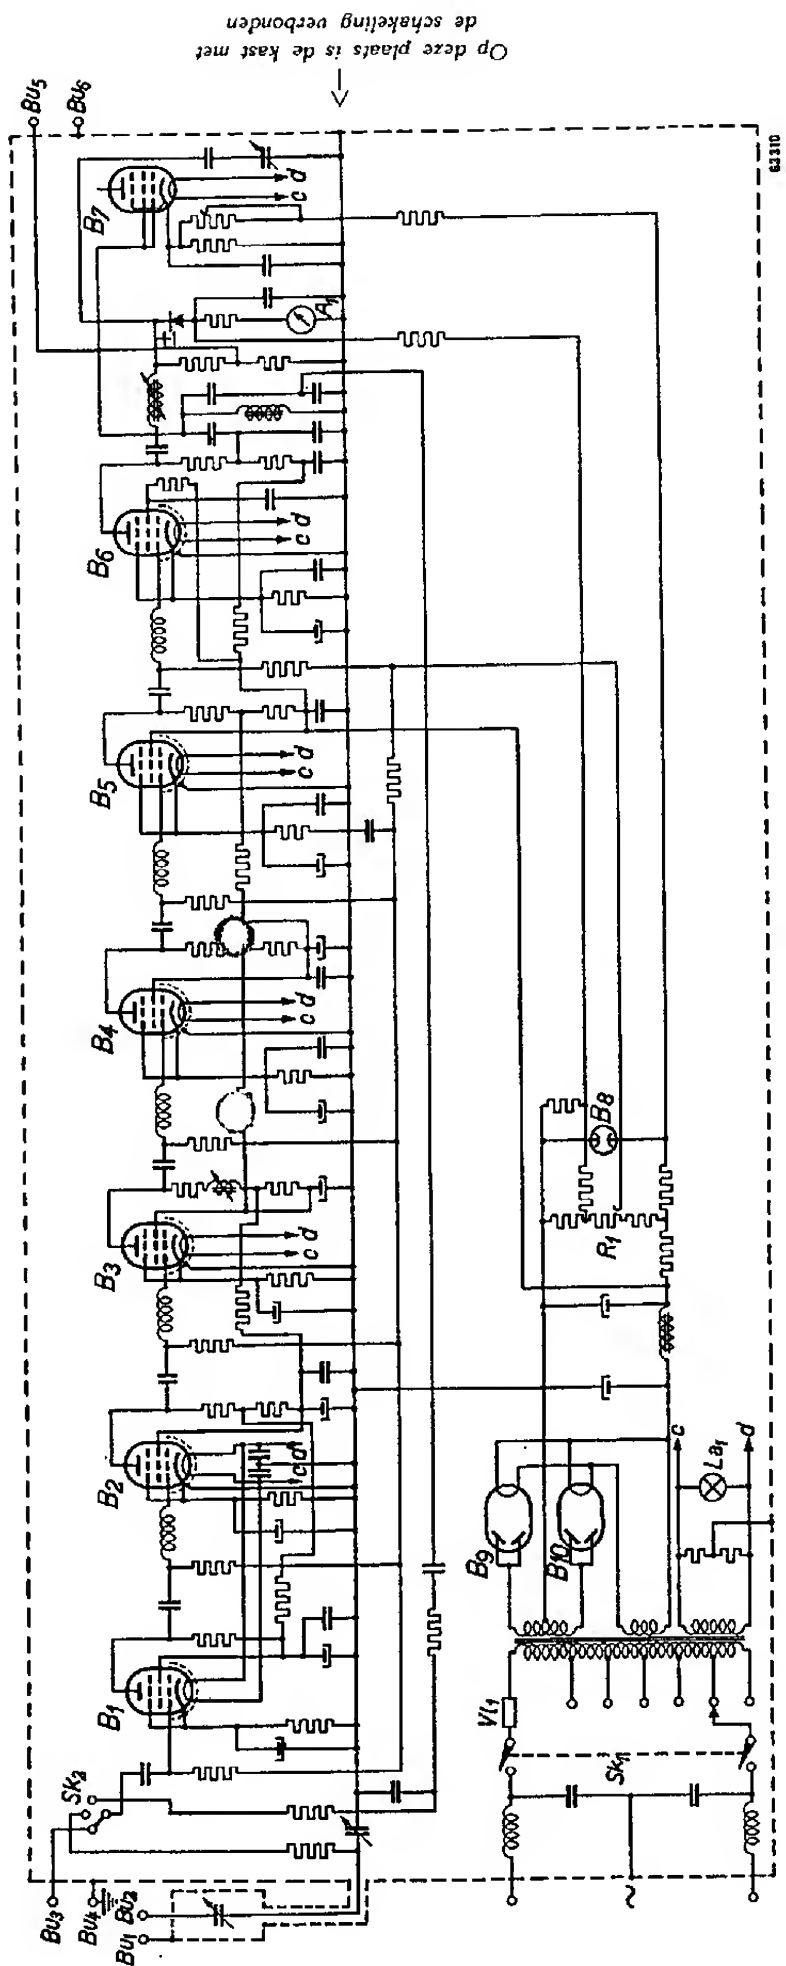 Op deze plaats is de kast met
de schakeling verbonden
Bu5
Bu6
B7
c d
A1
B6
c d
B5
c d
B4
c d
B3
c d
B2
c d
B1
Sk2
Bu3
Bu4
Bu2
Bu1
B8
R1
B9
B10
c
La1
d
Vl1
Sk1
~
63310